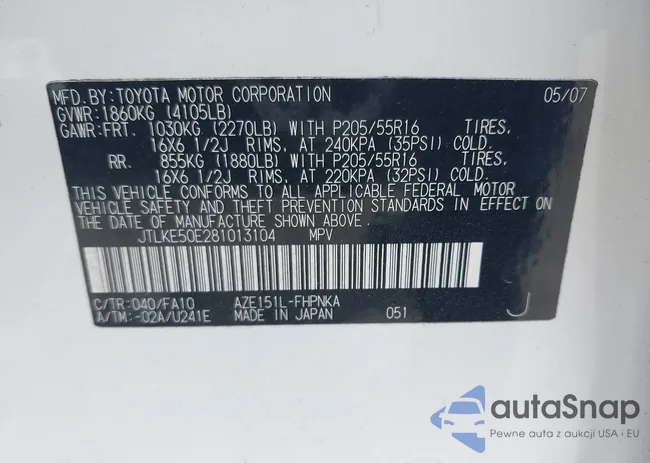 MFD.BY:TOYOTA MOTOR CORPORATION 05/07
GVWR:1860KG (4105LB)
GAWR:FRT. 1030KG (2270LB) WITH P205/55R16 TIRES,
16X6 1/2J RIMS, AT 240KPA (35PSI) COLD.
RR. 855KG (1880LB) WITH P205/55R16 TIRES,
16X6 1/2J RIMS, AT 220KPA (32PSI) COLD.
THIS VEHICLE CONFORMS TO ALL APPLICABLE FEDERAL MOTOR
VEHICLE SAFETY AND THEFT PREVENTION STANDARDS IN EFFECT ON
THE DATE OF MANUFACTURE SHOWN ABOVE.
JTLKE50E281013104 MPV
C/TR:040/FA10 AZE151L-FHPNKA
A/TM:-02A/U241E MADE IN JAPAN 051 J
autaSnap
Pewne auta z aukcji USA i EU